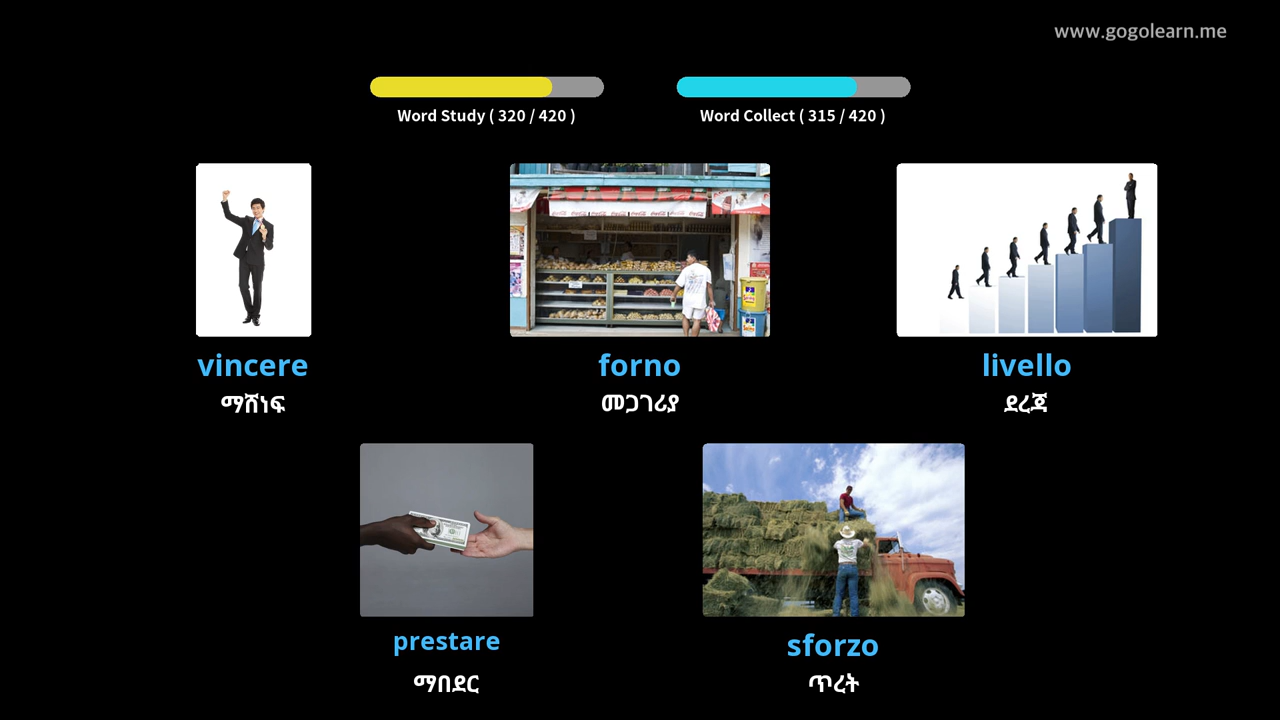 www.gogolearn.me
Word Study ( 320 / 420 )
Word Collect ( 315 / 420 )
vincere
ማሸነፍ
forno
መጋገሪያ
livello
ደረጃ
prestare
ማበደር
sforzo
ጥረት